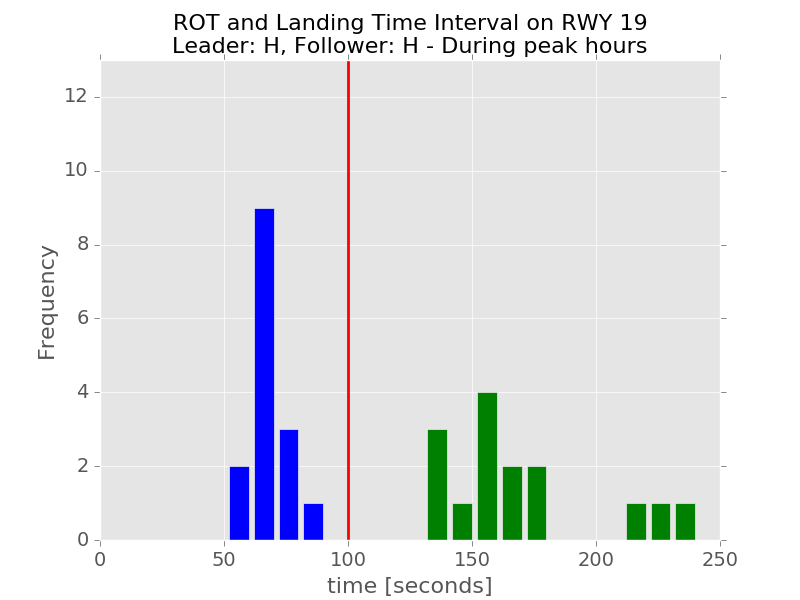 ROT and Landing Time Interval on RWY 19
Leader: H, Follower: H - During peak hours
Frequency
12
10
8
6
4
2
0
0 50 100 150 200 250
time [seconds]